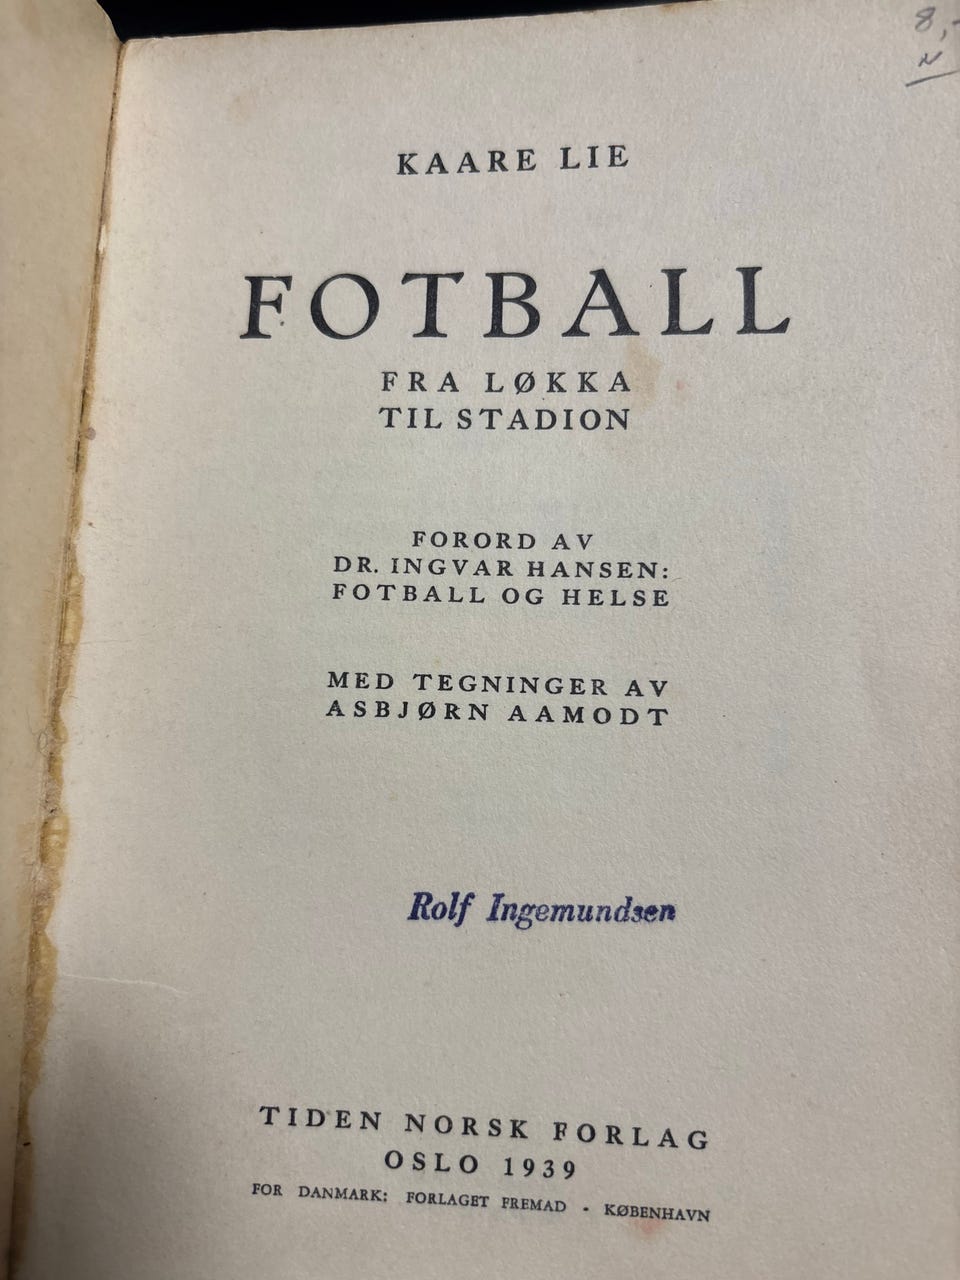 8,-
N
KAARE LIE
FOTBALL
FRA LØKKA
TIL STADION
FORORD AV
DR. INGVAR HANSEN:
FOTBALL OG HELSE
MED TEGNINGER AV
ASBJØRN AAMODT
Rolf Ingemundsen
TIDEN NORSK FORLAG
OSLO 1939
FOR DANMARK: FORLAGET FREMAD - KØBENHAVN